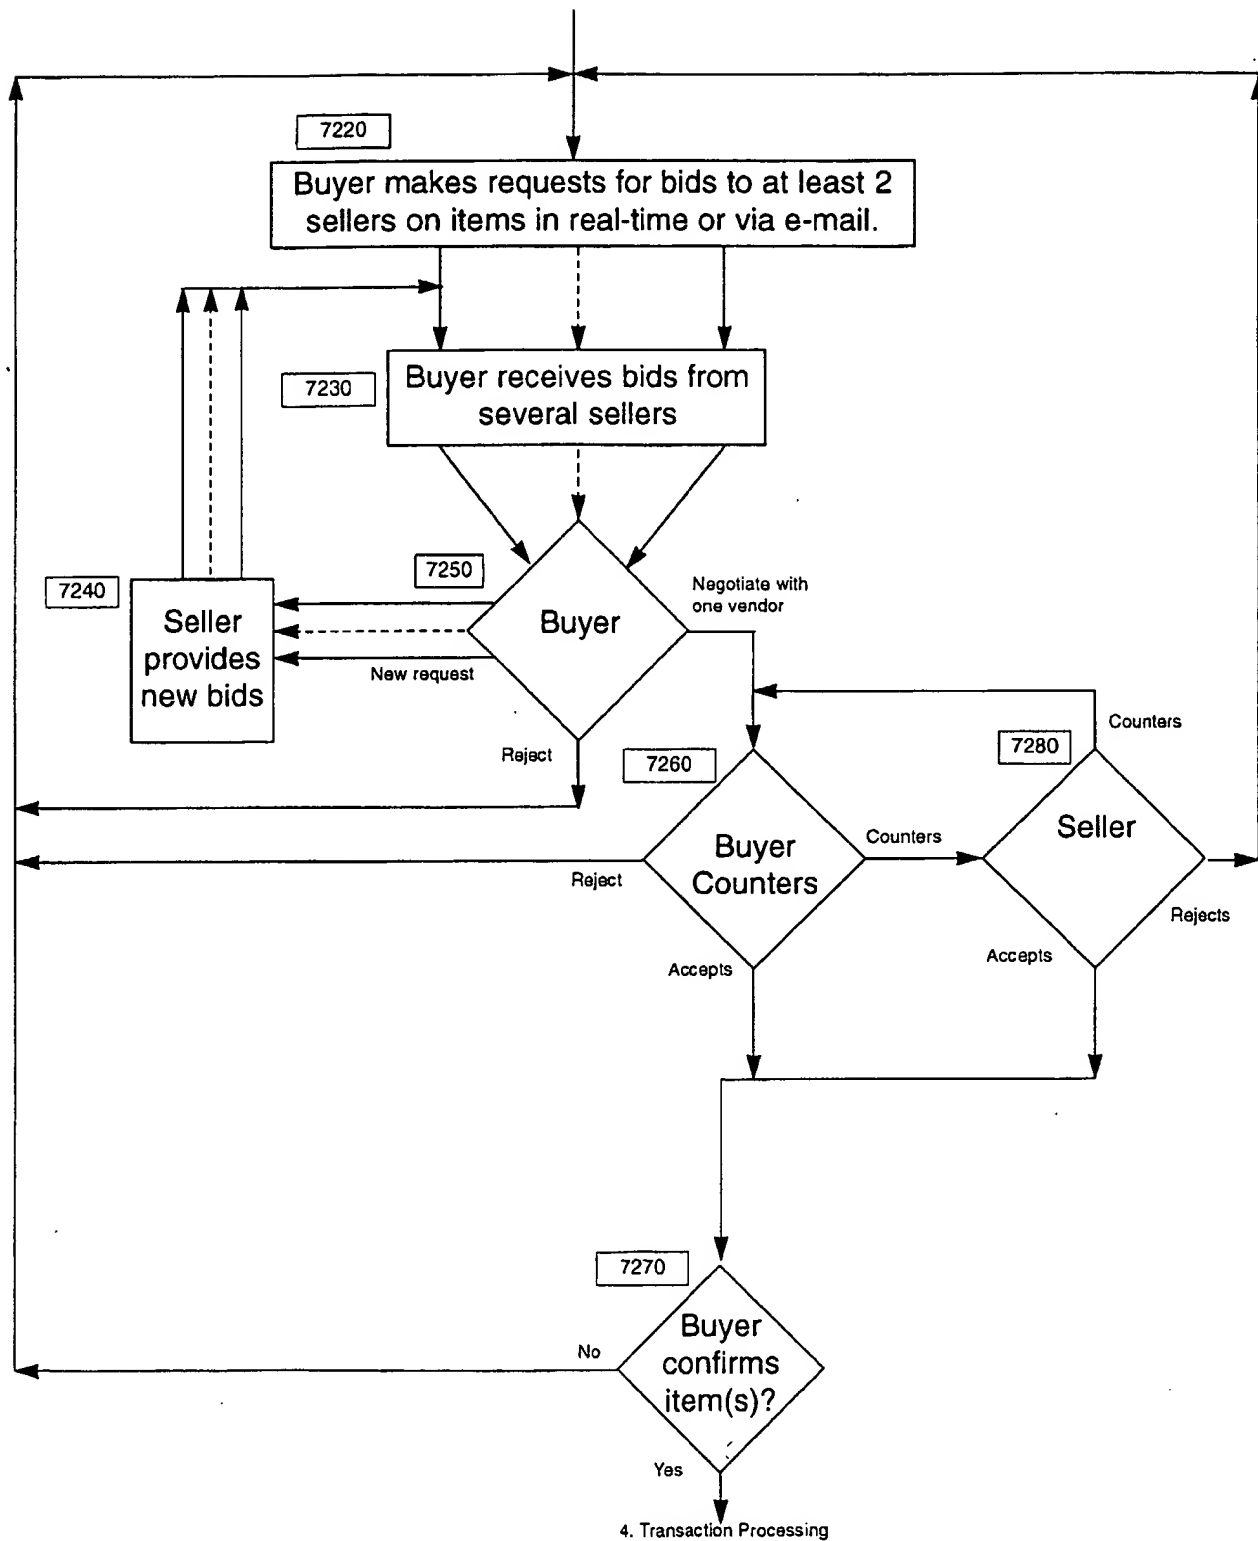 7220
Buyer makes requests for bids to at least 2
sellers on items in real-time or via e-mail.
7230
Buyer receives bids from
several sellers
7240
Seller
provides
new bids
7250
Buyer
New request
Negotiate with
one vendor
Reject
7260
Buyer
Counters
Reject
Counters
Accepts
7280
Seller
Counters
Rejects
Accepts
7270
Buyer
confirms
item(s)?
No
Yes
4. Transaction Processing